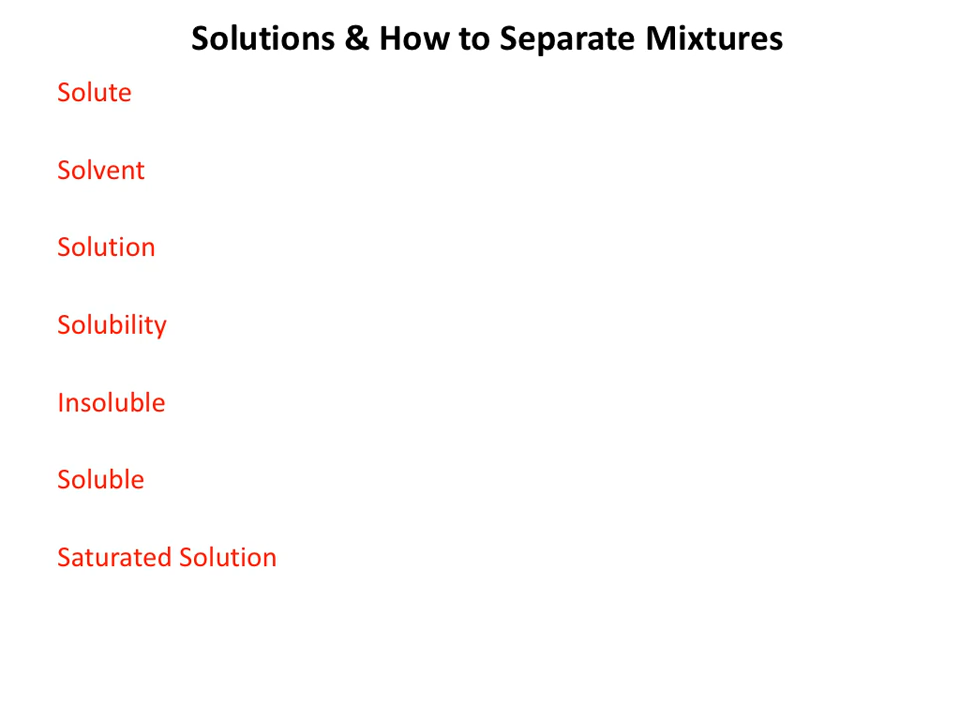 Solutions & How to Separate Mixtures
Solute
Solvent
Solution
Solubility
Insoluble
Soluble
Saturated Solution